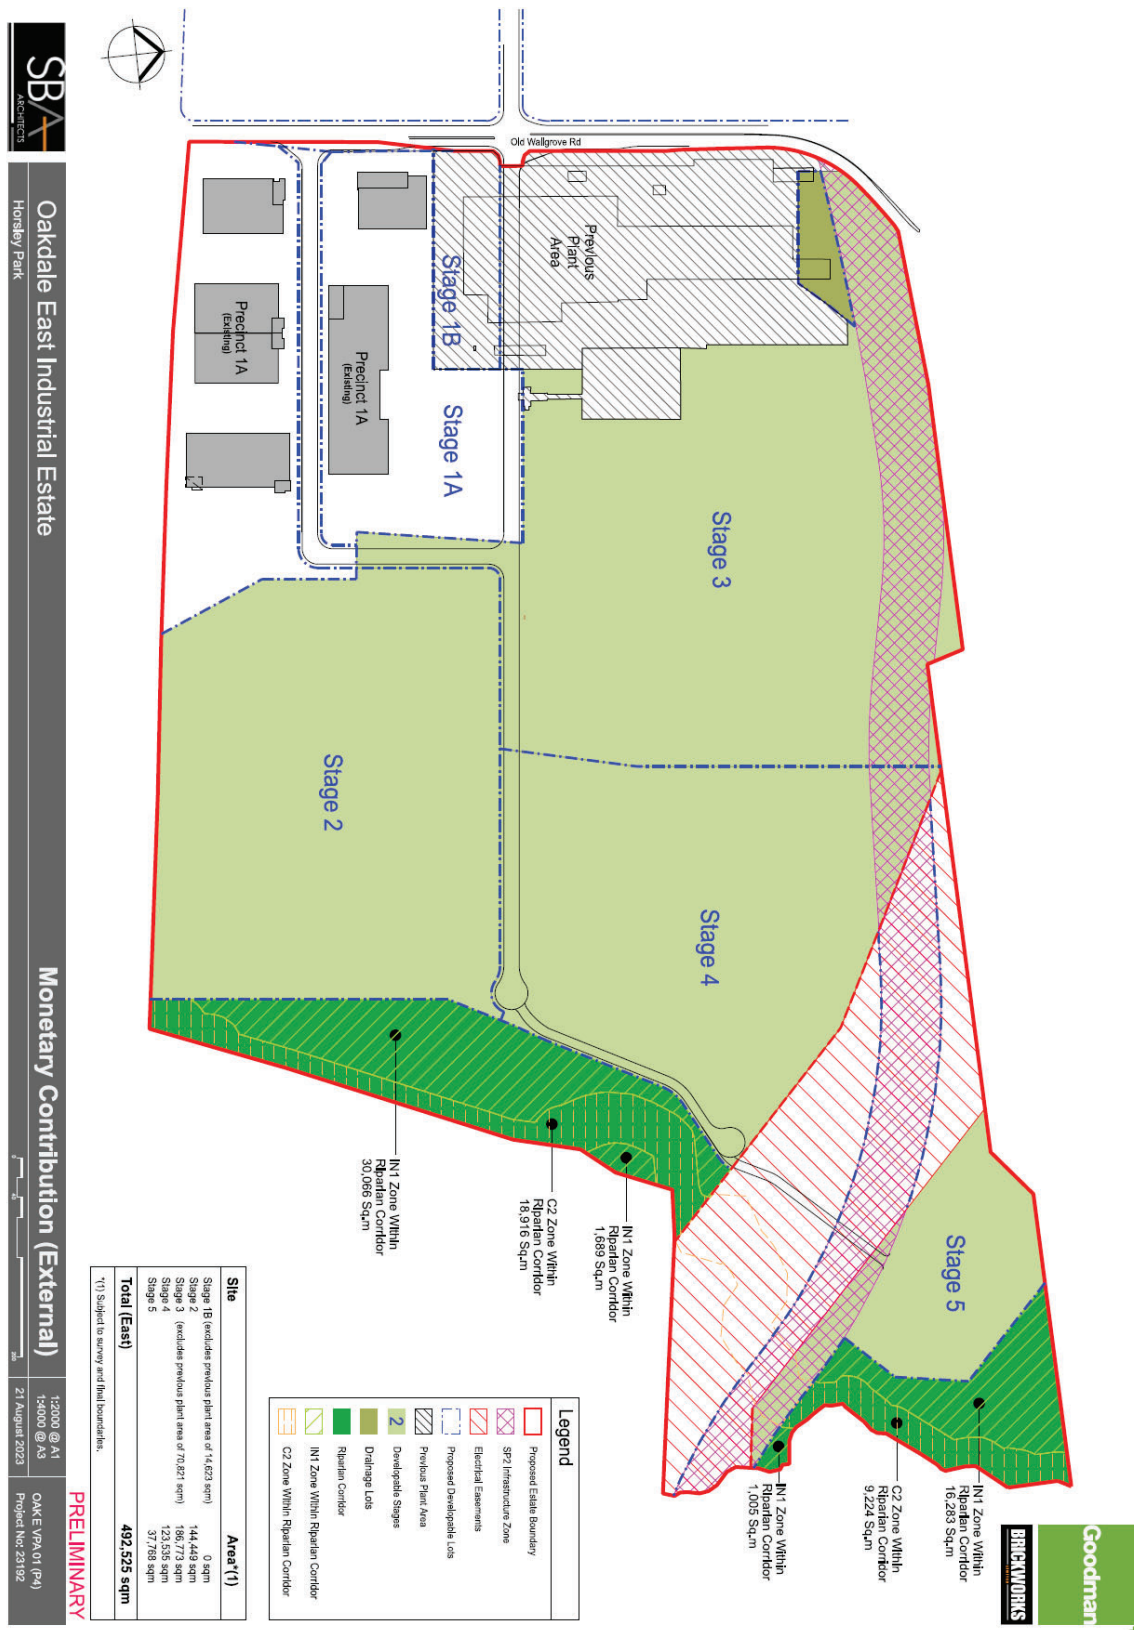 SBA
ARCHITECTS
Oakdale East Industrial Estate
Horsley Park
Monetary Contribution (External)
0
40
200
1:2000 @ A1
1:4000 @ A3
21 August 2023
OAK E VPA 01 (P4)
Project No: 23192
PRELIMINARY
Goodman
BRICKWORKS
Old Wallgrove Rd
Previous
Plant
Area
Stage 1B
Stage 1A
Precinct 1A
(Existing)
Precinct 1A
(Existing)
Stage 3
Stage 2
Stage 4
Stage 5
IN1 Zone Within
Riparian Corridor
30,066 Sq.m
C2 Zone Within
Riparian Corridor
18,916 Sq.m
IN1 Zone Within
Riparian Corridor
1,689 Sq.m
IN1 Zone Within
Riparian Corridor
16,283 Sq.m
C2 Zone Within
Riparian Corridor
9,224 Sq.m
IN1 Zone Within
Riparian Corridor
1,005 Sq.m
Legend
Proposed Estate Boundary
SP2 Infrastructure Zone
Electrical Easements
Proposed Developable Lots
Previous Plant Area
2 Developable Stages
Drainage Lots
Riparian Corridor
IN1 Zone Within Riparian Corridor
C2 Zone Within Riparian Corridor
Site Area*(1)
Stage 1B (excludes previous plant area of 14,623 sqm) 0 sqm
Stage 2 144,449 sqm
Stage 3 (excludes previous plant area of 70,821 sqm) 186,773 sqm
Stage 4 123,535 sqm
Stage 5 37,768 sqm
Total (East) 492,525 sqm
*(1) Subject to survey and final boundaries.